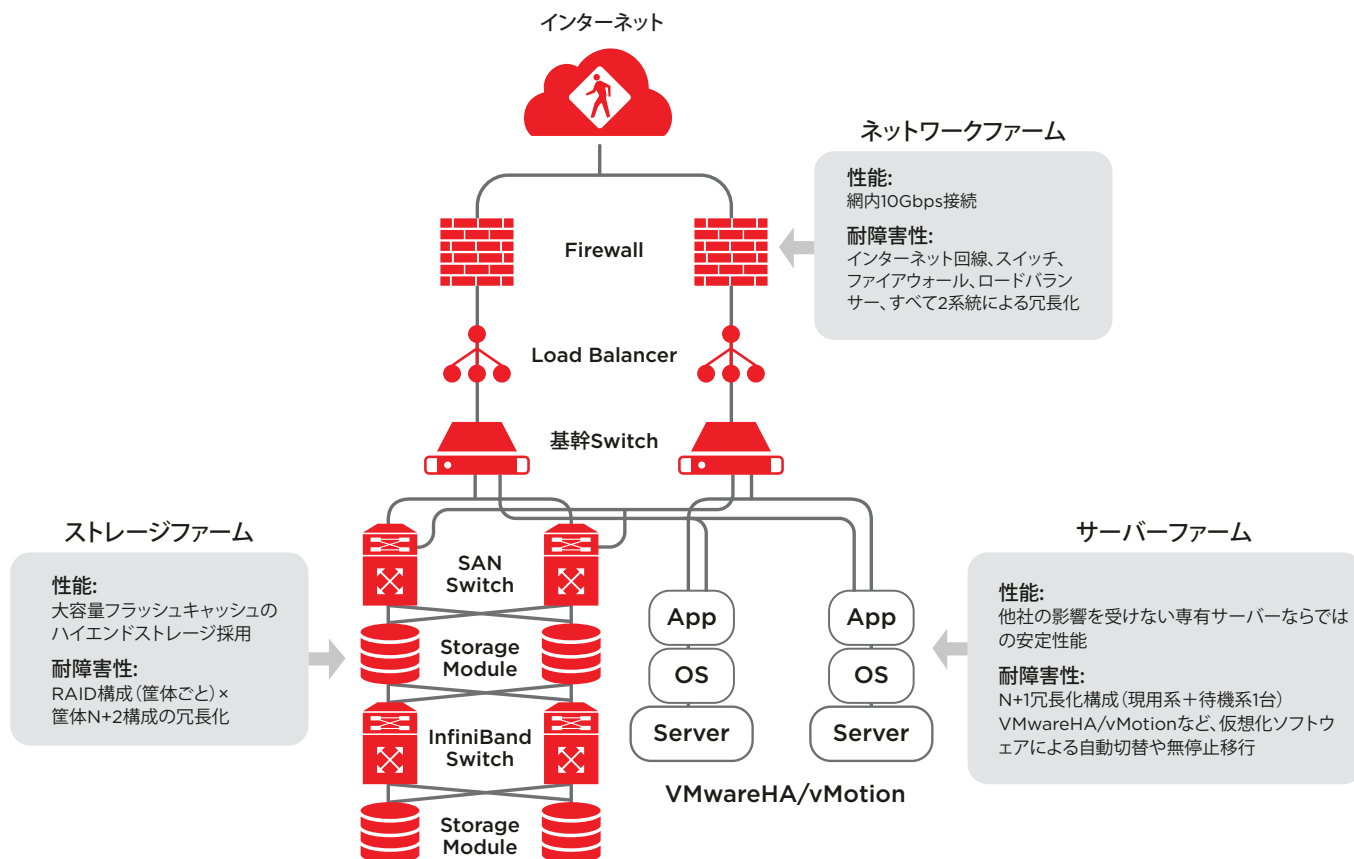 インターネット
ネットワークファーム
性能:
網内10Gbps接続
耐障害性:
インターネット回線、スイッチ、
ファイアウォール、ロードバラン
サー、すべて2系統による冗長化
Firewall
Load Balancer
基幹Switch
ストレージファーム
性能:
大容量フラッシュキャッシュの
ハイエンドストレージ採用
耐障害性:
RAID構成(筐体ごと)×
筐体N+2構成の冗長化
SAN
Switch
Storage
Module
InfiniBand
Switch
Storage
Module
App
OS
Server
App
OS
Server
VMwareHA/vMotion
サーバーファーム
性能:
他社の影響を受けない専有サーバーならでは
の安定性能
耐障害性:
N+1冗長化構成(現用系+待機系1台)
VMwareHA/vMotionなど、仮想化ソフトウ
ェアによる自動切替や無停止移行